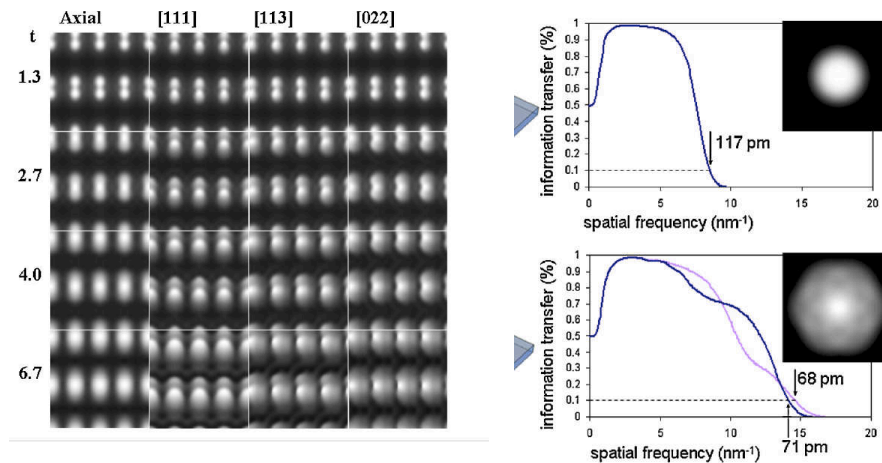 Axial [111] [113] [022]
t
1.3
2.7
4.0
6.7
information transfer (%)
1
0.9
0.8
0.7
0.6
0.5
0.4
0.3
0.2
0.1
0
117 pm
0 5 10 15 20
spatial frequency (nm-1)
information transfer (%)
1
0.9
0.8
0.7
0.6
0.5
0.4
0.3
0.2
0.1
0
68 pm
0 5 10 15 20
spatial frequency (nm⁻¹)
71 pm